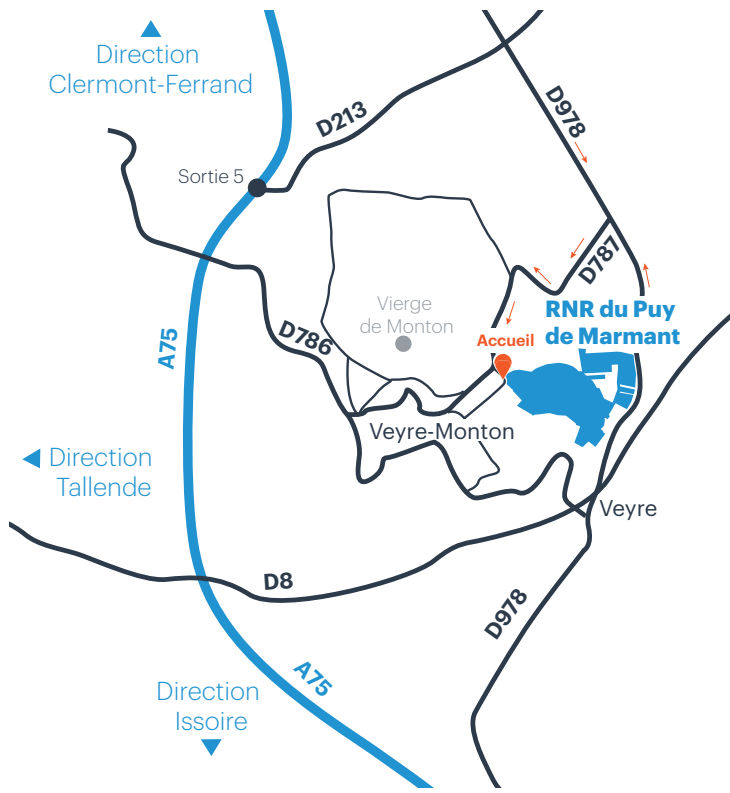 Direction
Clermont-Ferrand
D213
D978
Sortie 5
D787
Vierge
de Monton
RNR du Puy
de Marmant
Accueil
D786
A75
Veyre-Monton
Direction
Tallende
Veyre
D8
D978
A75
Direction
Issoire